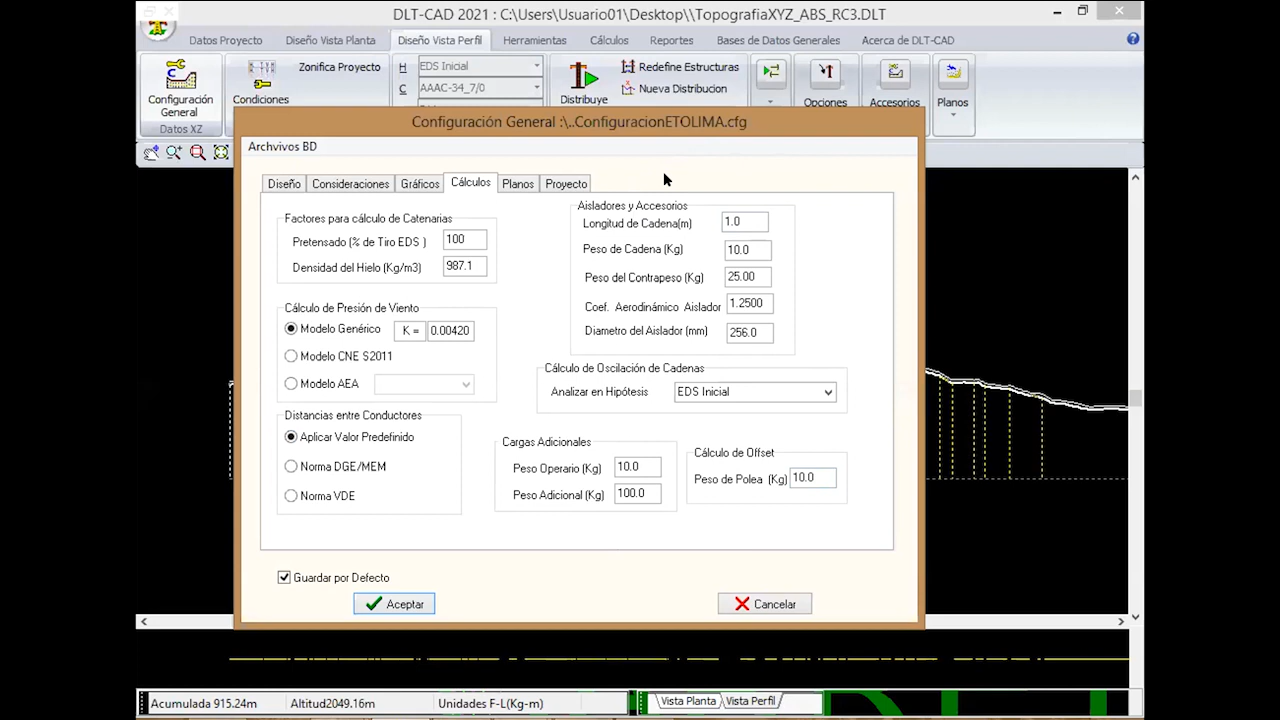 DLT-CAD 2021 : C:\Users\Usuario01\Desktop\\TopografiaXYZ_ABS_RC3.DLT
Datos Proyecto Diseño Vista Planta Diseño Vista Perfil Herramientas Cálculos Reportes Bases de Datos Generales Acerca de DLT-CAD
Configuración General
Datos XZ
Condiciones
Zonifica Proyecto
H EDS Inicial
C AAAC-34_7/0
Distribuye
Redefine Estructuras
Nueva Distribucion
Opciones
Accesorios
Planos
Configuración General :\..ConfiguracionETOLIMA.cfg
Archvivos BD
Diseño Consideraciones Gráficos Cálculos Planos Proyecto
Factores para cálculo de Catenarias
Pretensado (% de Tiro EDS ) 100
Densidad del Hielo (Kg/m3) 987.1
Cálculo de Presión de Viento
Modelo Genérico K = 0.00420
Modelo CNE S2011
Modelo AEA
Distancias entre Conductores
Aplicar Valor Predefinido
Norma DGE/MEM
Norma VDE
Aisladores y Accesorios
Longitud de Cadena(m) 1.0
Peso de Cadena (Kg) 10.0
Peso del Contrapeso (Kg) 25.00
Coef. Aerodinámico Aislador 1.2500
Diametro del Aislador (mm) 256.0
Cálculo de Oscilación de Cadenas
Analizar en Hipótesis EDS Inicial
Cargas Adicionales
Peso Operario (Kg) 10.0
Peso Adicional (Kg) 100.0
Cálculo de Offset
Peso de Polea (Kg) 10.0
Guardar por Defecto
Aceptar Cancelar
Acumulada 915.24m Altitud2049.16m Unidades F-L(Kg-m) Vista Planta Vista Perfil